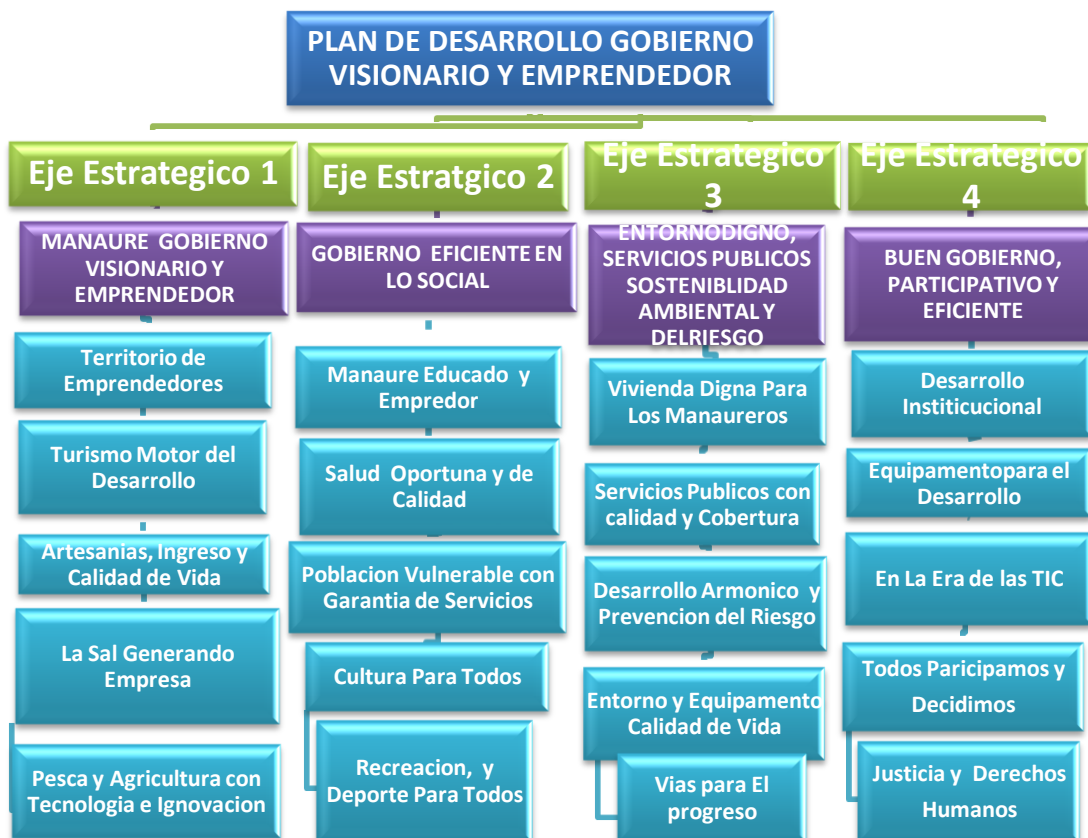 PLAN DE DESARROLLO GOBIERNO
VISIONARIO Y EMPRENDEDOR
Eje Estrategico 1
MANAURE GOBIERNO
VISIONARIO Y
EMPRENDEDOR
Territorio de
Emprendedores
Turismo Motor del
Desarrollo
Artesanias, Ingreso y
Calidad de Vida
La Sal Generando
Empresa
Pesca y Agricultura con
Tecnologia e Ignovacion
Eje Estratgico 2
GOBIERNO EFICIENTE EN
LO SOCIAL
Manaure Educado y
Empredor
Salud Oportuna y de
Calidad
Poblacion Vulnerable con
Garantia de Servicios
Cultura Para Todos
Recreacion, y
Deporte Para Todos
Eje Estrategico
3
ENTORNODIGNO,
SERVICIOS PUBLICOS
SOSTENIBLIDAD
AMBIENTAL Y
DELRIESGO
Vivienda Digna Para
Los Manaureros
Servicios Publicos con
calidad y Cobertura
Desarrollo Armonico y
Prevencion del Riesgo
Entorno y Equipamento
Calidad de Vida
Vias para El
progreso
Eje Estrategico
4
BUEN GOBIERNO,
PARTICIPATIVO Y
EFICIENTE
Desarrollo
Institicucional
Equipamentopara el
Desarrollo
En La Era de las TIC
Todos Paricipamos y
Decidimos
Justicia y Derechos
Humanos